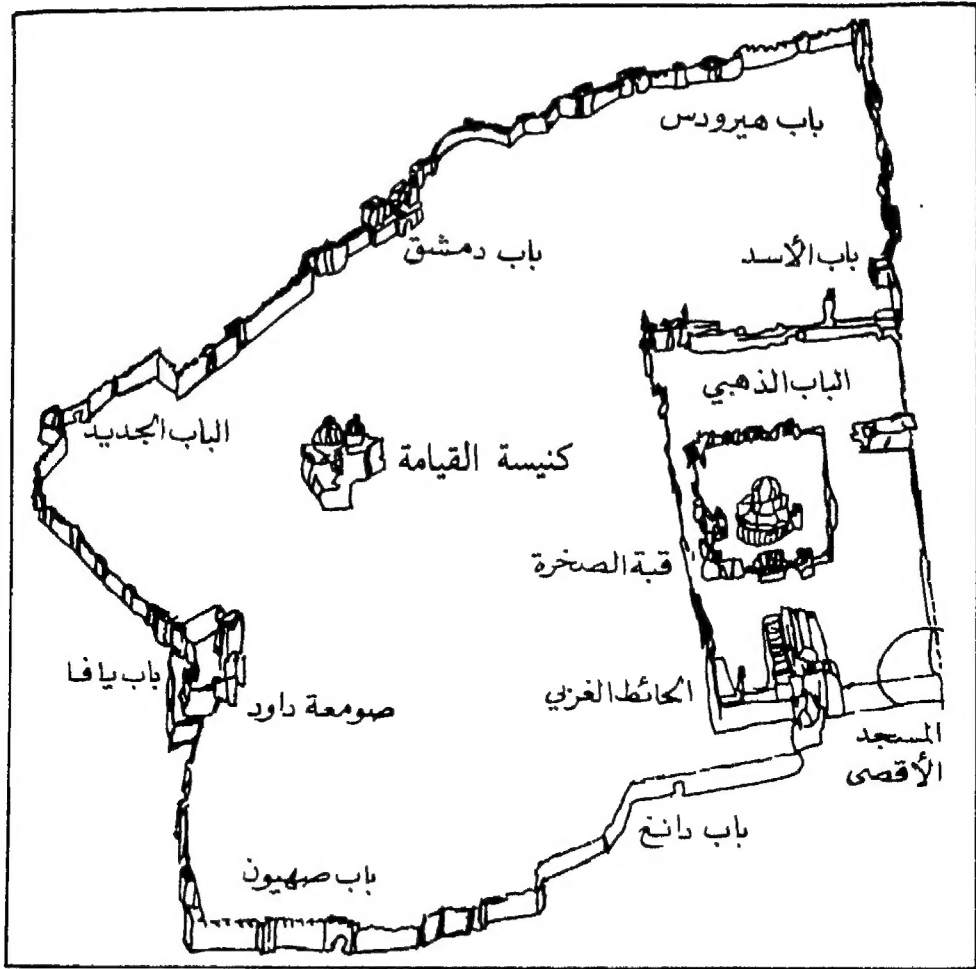 باب هيرودس
باب دمشق
باب الأسد
الباب الذهبي
الباب الجديد
كنيسة القيامة
قبة الصخرة
باب يافا
صومعة داود
الحائط الغربي
المسجد
الأقصى
باب دانغ
باب صهيون